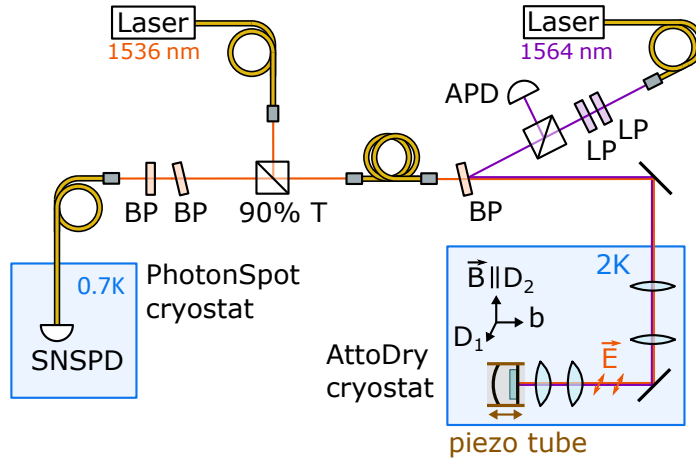 Laser
1536 nm
Laser
1564 nm
APD
LP
LP
BP
BP
90% T
BP
0.7K
PhotonSpot
cryostat
SNSPD
2K
B⃗ || D₂
b
D₁
E⃗
AttoDry
cryostat
piezo tube